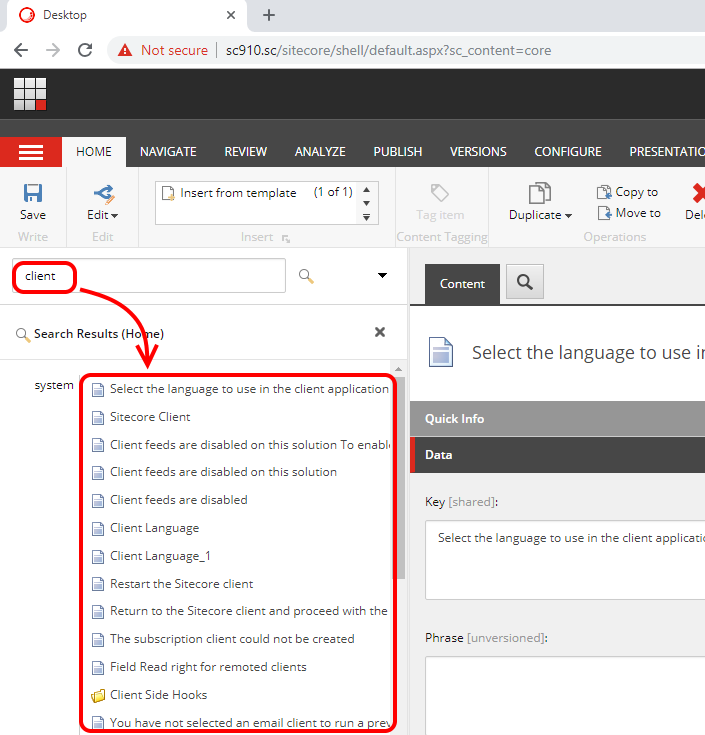 Desktop
Not secure | sc910.sc/sitecore/shell/default.aspx?sc_content=core
HOME NAVIGATE REVIEW ANALYZE PUBLISH VERSIONS CONFIGURE PRESENTATIO
Insert from template (1 of 1)
Save Edit Tag item Duplicate Copy to Move to Del
Write Edit Insert Content Tagging Operations
client
Content
Search Results (Home)
Select the language to use in
system
Select the language to use in the client application
Sitecore Client
Client feeds are disabled on this solution To enable
Client feeds are disabled on this solution
Client feeds are disabled
Client Language
Client Language_1
Restart the Sitecore client
Return to the Sitecore client and proceed with the
The subscription client could not be created
Field Read right for remoted clients
Client Side Hooks
You have not selected an email client to run a prev
Quick Info
Data
Key [shared]:
Select the language to use in the client applicatio
Phrase [unversioned]: